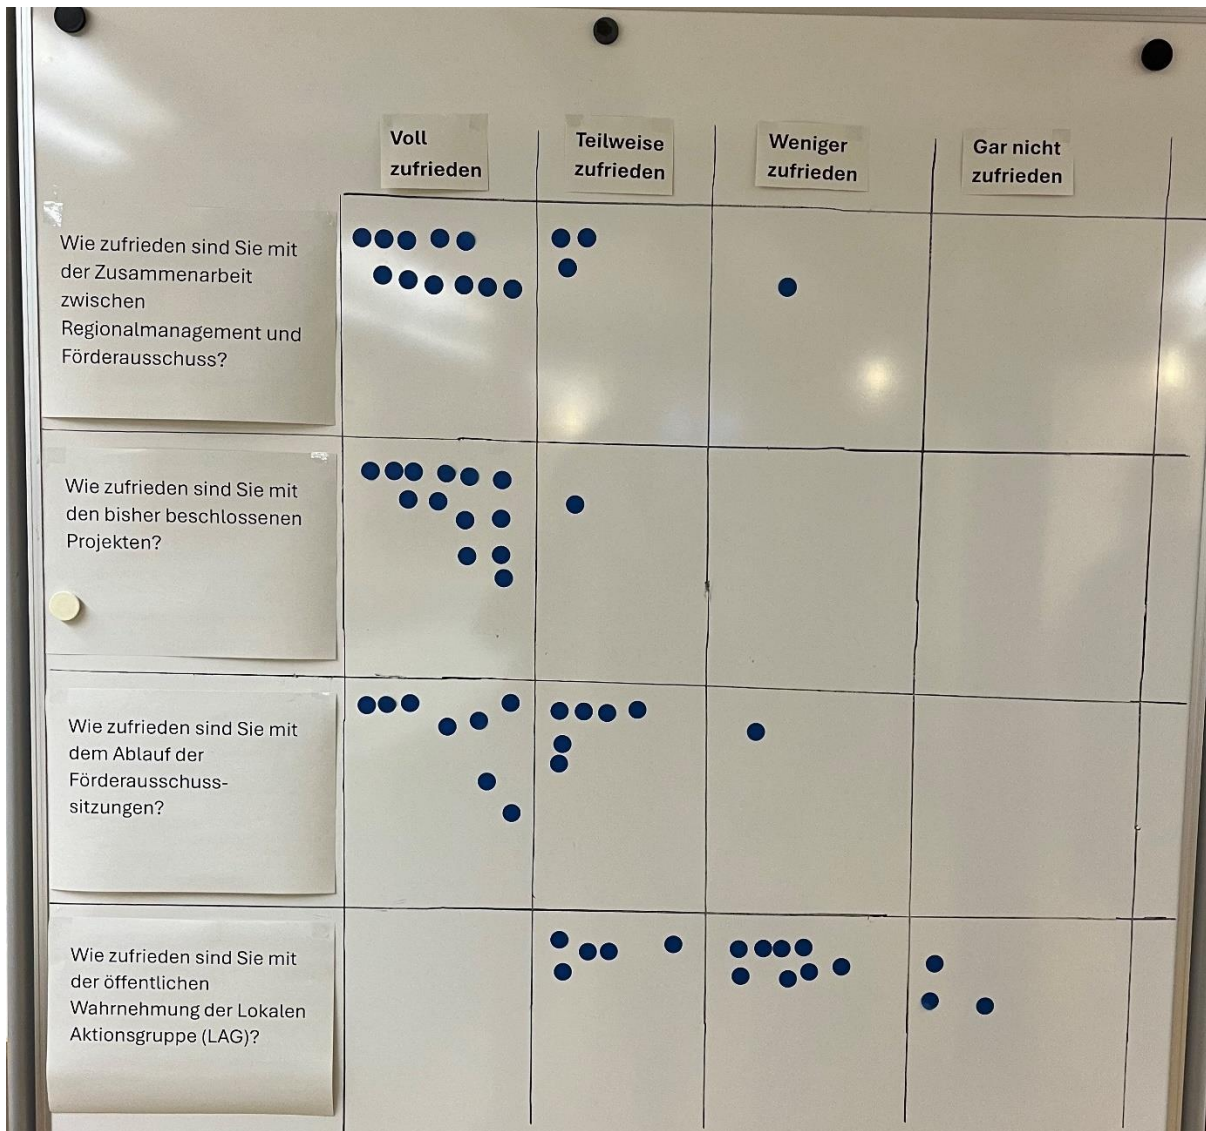 Voll
zufrieden
Teilweise
zufrieden
Weniger
zufrieden
Gar nicht
zufrieden
Wie zufrieden sind Sie mit
der Zusammenarbeit
zwischen
Regionalmanagement und
Förderausschuss?
Wie zufrieden sind Sie mit
den bisher beschlossenen
Projekten?
Wie zufrieden sind Sie mit
dem Ablauf der
Förderausschuss-
sitzungen?
Wie zufrieden sind Sie mit
der öffentlichen
Wahrnehmung der Lokalen
Aktionsgruppe (LAG)?